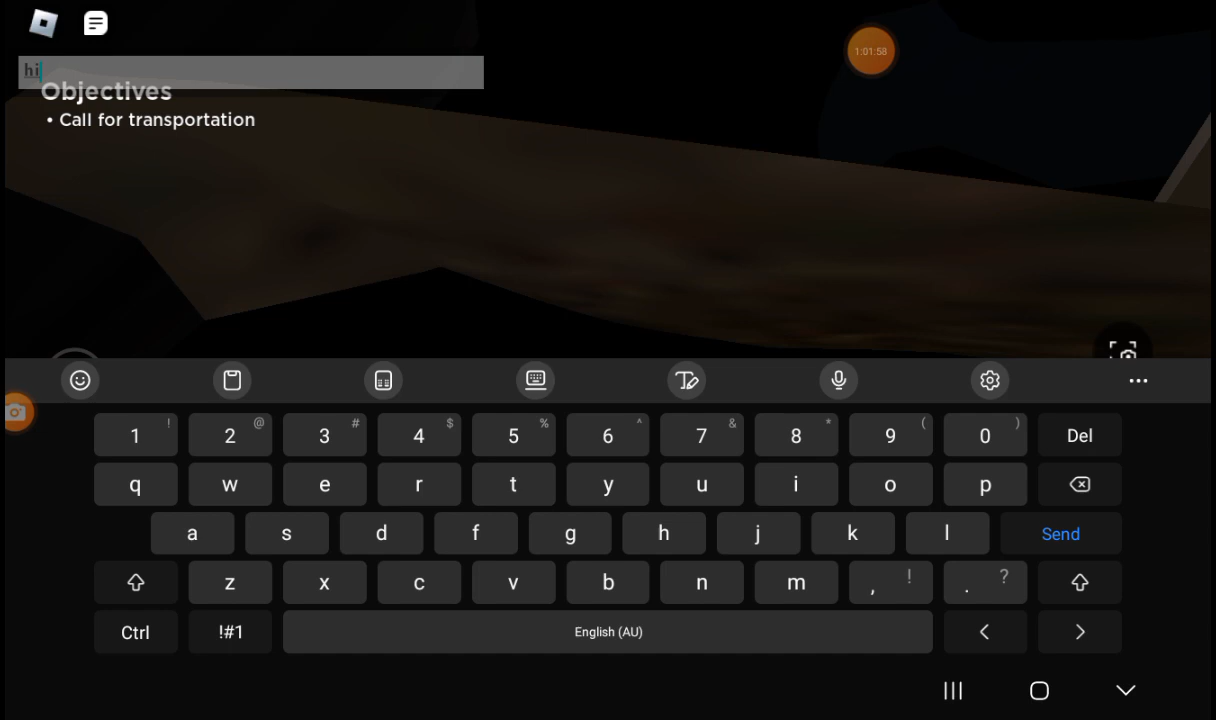 1:01:58
hi
Objectives
• Call for transportation
! @ # $ % ^ & * ( )
1 2 3 4 5 6 7 8 9 0 Del
q w e r t y u i o p
a s d f g h j k l Send
z x c v b n m , ! . ?
Ctrl !#1 English (AU) < >